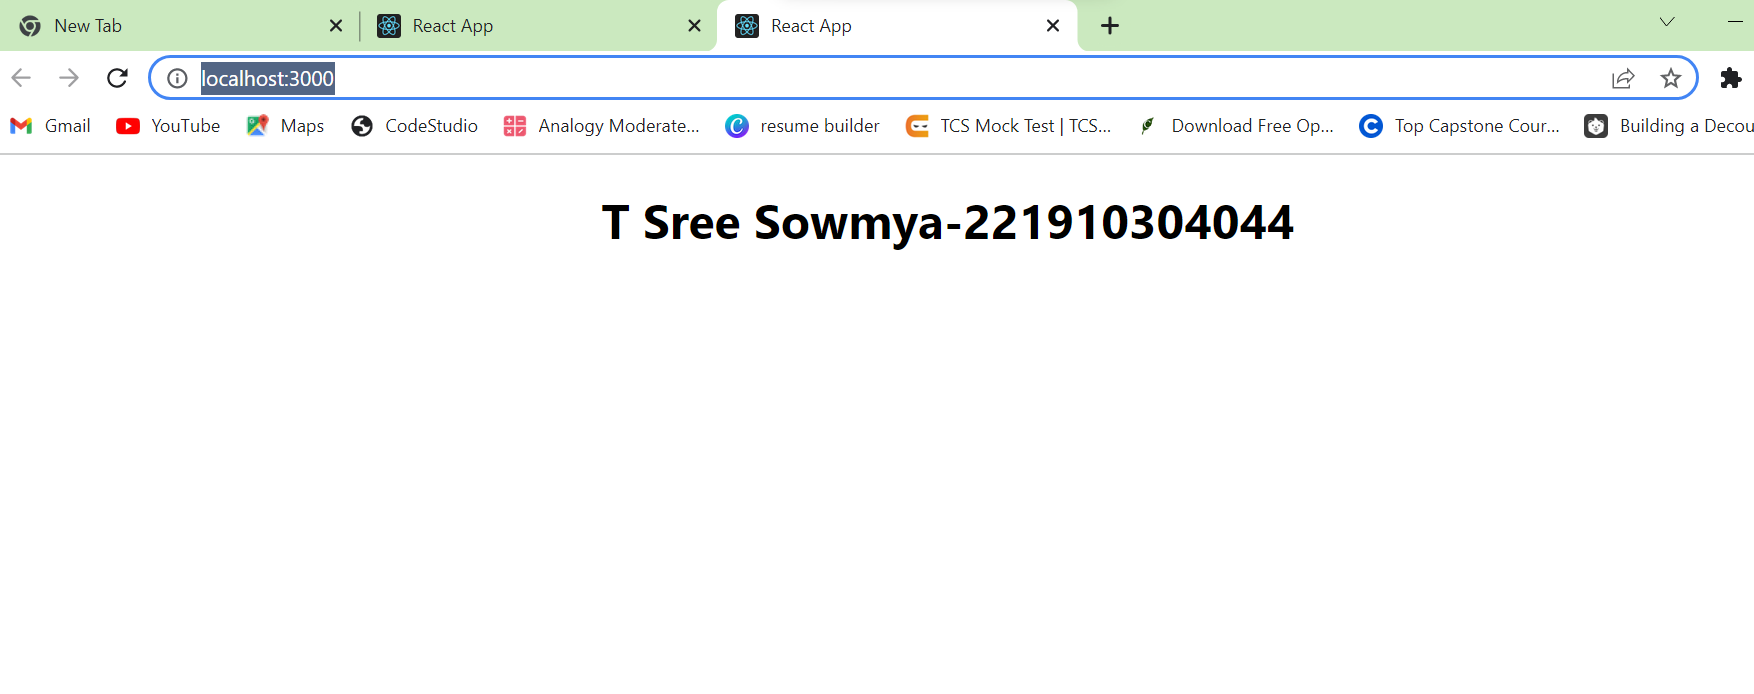 New Tab React App React App
localhost:3000
Gmail YouTube Maps CodeStudio Analogy Moderate... resume builder TCS Mock Test | TCS... Download Free Op... Top Capstone Cour... Building a Decou
T Sree Sowmya-221910304044